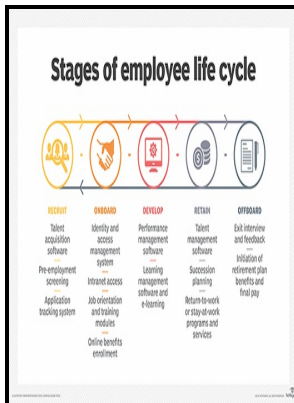 Stages of employee life cycle
RECRUIT
Talent
acquisition
software
Pre-employment
screening
Application
tracking system
ONBOARD
Identity and
access
management
system
Intranet access
Job orientation
and training
modules
Online benefits
enrollment
DEVELOP
Performance
management
software
Learning
management
software and
e-learning
RETAIN
Talent
management
software
Succession
planning
Return-to-work
or stay-at-work
programs and
services
OFFBOARD
Exit interview
and feedback
Initiation of
retirement plan
benefits and
final pay